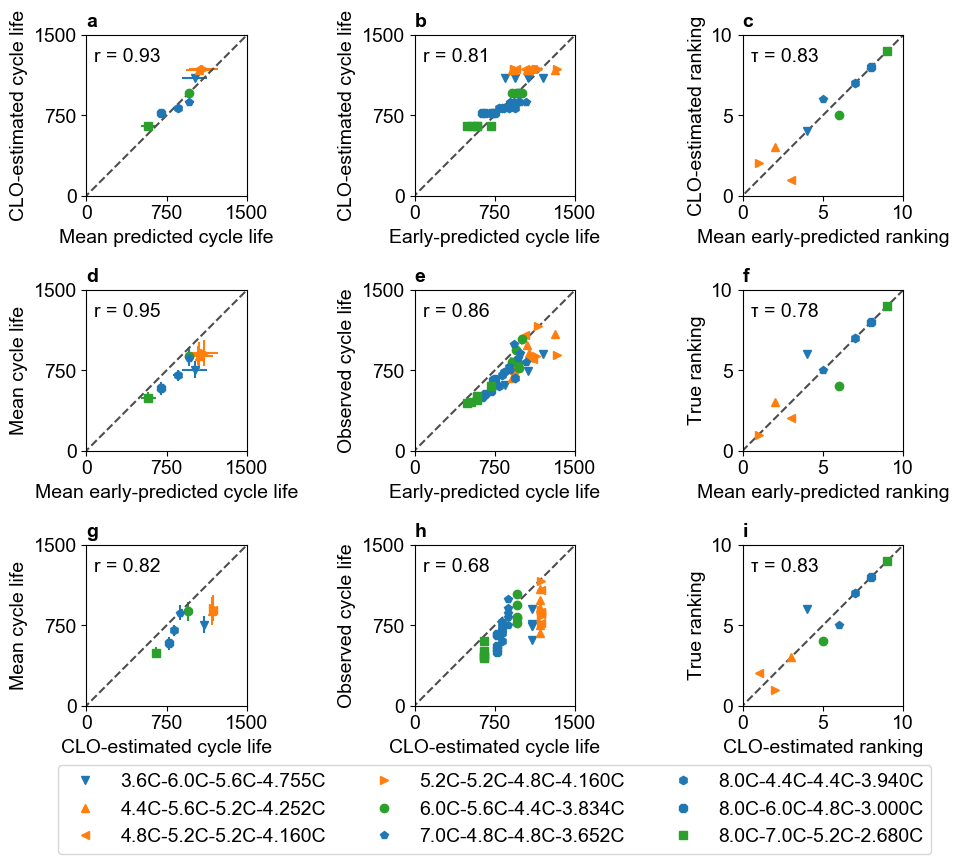 a
CLO-estimated cycle life
1500
750
0
r = 0.93
0 750 1500
Mean predicted cycle life
b
CLO-estimated cycle life
1500
750
0
r = 0.81
0 750 1500
Early-predicted cycle life
c
CLO-estimated ranking
10
5
0
τ = 0.83
0 5 10
Mean early-predicted ranking
d
Mean cycle life
1500
750
0
r = 0.95
0 750 1500
Mean early-predicted cycle life
e
Observed cycle life
1500
750
0
r = 0.86
0 750 1500
Early-predicted cycle life
f
True ranking
10
5
0
τ = 0.78
0 5 10
Mean early-predicted ranking
g
Mean cycle life
1500
750
0
r = 0.82
0 750 1500
CLO-estimated cycle life
h
Observed cycle life
1500
750
0
r = 0.68
0 750 1500
CLO-estimated cycle life
i
True ranking
10
5
0
τ = 0.83
0 5 10
CLO-estimated ranking
3.6C-6.0C-5.6C-4.755C
4.4C-5.6C-5.2C-4.252C
4.8C-5.2C-5.2C-4.160C
5.2C-5.2C-4.8C-4.160C
6.0C-5.6C-4.4C-3.834C
7.0C-4.8C-4.8C-3.652C
8.0C-4.4C-4.4C-3.940C
8.0C-6.0C-4.8C-3.000C
8.0C-7.0C-5.2C-2.680C